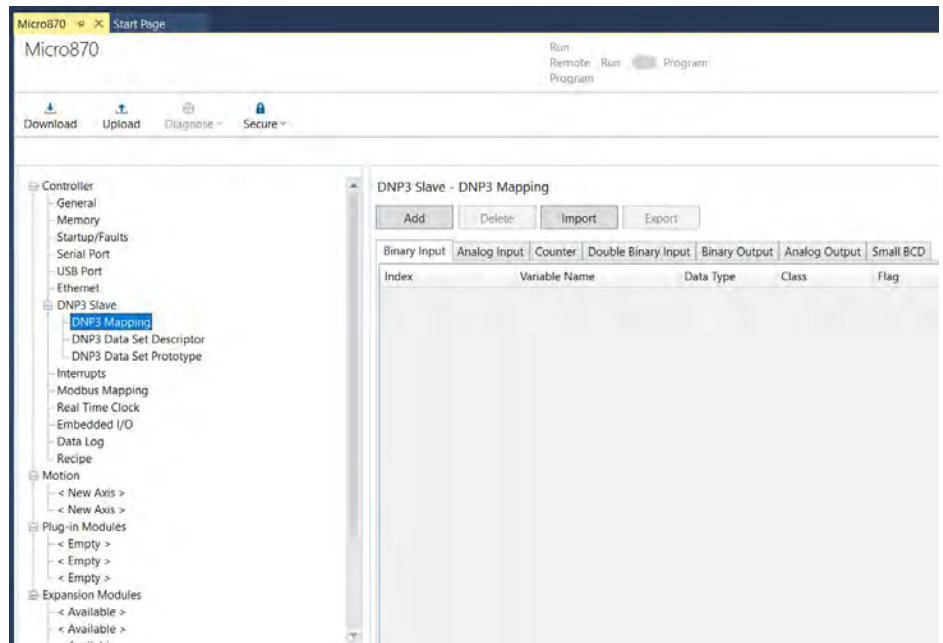 Micro870
Start Page
Micro870
Run
Remote Run Program
Program
Download Upload Diagnose Secure
Controller
General
Memory
Startup/Faults
Serial Port
USB Port
Ethernet
DNP3 Slave
DNP3 Mapping
DNP3 Data Set Descriptor
DNP3 Data Set Prototype
Interrupts
Modbus Mapping
Real Time Clock
Embedded I/O
Data Log
Recipe
Motion
< New Axis >
< New Axis >
Plug-in Modules
< Empty >
< Empty >
< Empty >
Expansion Modules
< Available >
< Available >
DNP3 Slave - DNP3 Mapping
Add Delete Import Export
Binary Input Analog Input Counter Double Binary Input Binary Output Analog Output Small BCD
Index Variable Name Data Type Class Flag